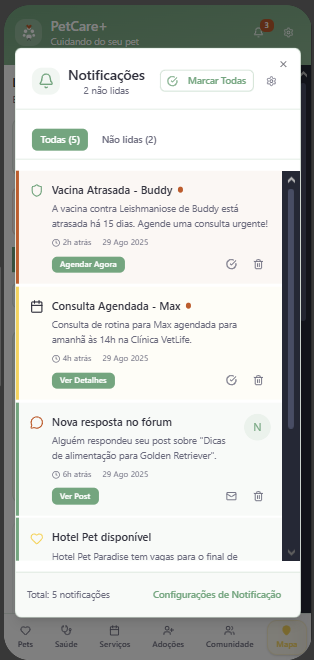 PetCare+
Cuidando do seu pet
3
Notificações
2 não lidas
Marcar Todas
Todas (5)
Não lidas (2)
Vacina Atrasada - Buddy
A vacina contra Leishmaniose de Buddy está
atrasada há 15 dias. Agende uma consulta urgente!
2h atrás 29 Ago 2025
Agendar Agora
Consulta Agendada - Max
Consulta de rotina para Max agendada para
amanhã às 14h na Clínica VetLife.
4h atrás 29 Ago 2025
Ver Detalhes
Nova resposta no fórum
N
Alguém respondeu seu post sobre "Dicas
de alimentação para Golden Retriever".
6h atrás 29 Ago 2025
Ver Post
Hotel Pet disponível
Hotel Pet Paradise tem vagas para o final de
Total: 5 notificações
Configurações de Notificação
Pets
Saúde
Serviços
Adoções
Comunidade
Mapa